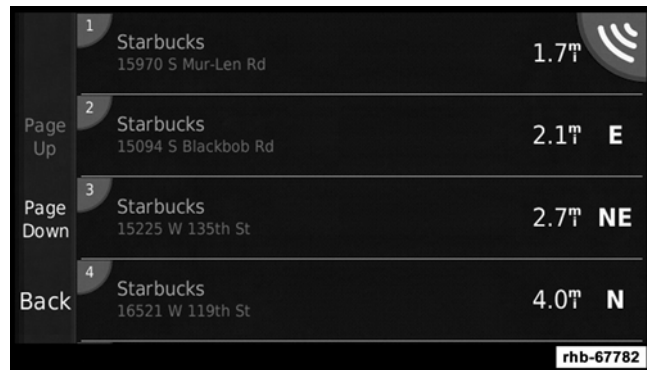 1
Starbucks
15970 S Mur-Len Rd
1.7mi
Page
Up
2
Starbucks
15094 S Blackbob Rd
2.1mi E
Page
Down
3
Starbucks
15225 W 135th St
2.7mi NE
Back
4
Starbucks
16521 W 119th St
4.0mi N
rhb-67782